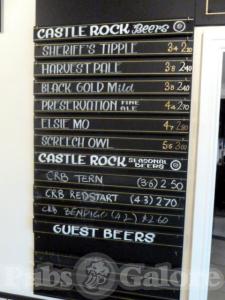 CASTLE ROCK Beers
SHERIFF'S TIPPLE 3.4 2.20
HARVEST PALE 3.8 2.40
BLACK GOLD Mild 3.8 2.40
PRESERVATION FINE ALE 4.4 2.70
ELSIE MO 4.7 2.90
SCREECH OWL 5.5 3.00
CASTLE ROCK SEASONAL BEERS
CRB TERN (3.6) 2.50
CRB REDSTART (4.3) 2.70
CRB BENDIGO (4.2) £2.60
GUEST BEERS
Pubs Galore